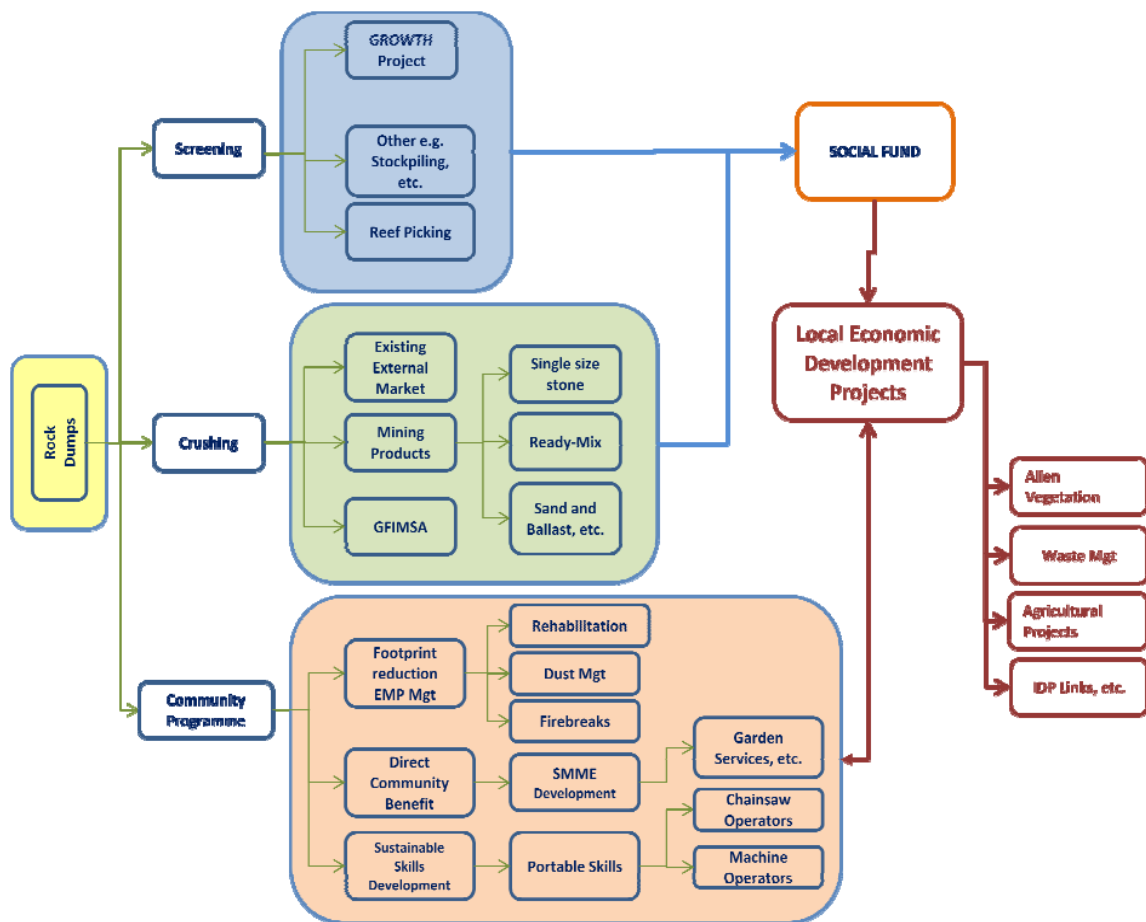 Rock
Dumps
Screening
GROWTH
Project
Other e.g.
Stockpiling,
etc.
Reef Picking
SOCIAL FUND
Local Economic
Development
Projects
Alien
Vegetation
Waste Mgt
Agricultural
Projects
IDP Links, etc.
Crushing
Existing
External
Market
Mining
Products
GFIMSA
Single size
stone
Ready-Mix
Sand and
Ballast, etc.
Community
Programme
Footprint
reduction
EMP Mgt
Rehabilitation
Dust Mgt
Firebreaks
Direct
Community
Benefit
SMME
Development
Garden
Services, etc.
Sustainable
Skills
Development
Portable Skills
Chainsaw
Operators
Machine
Operators